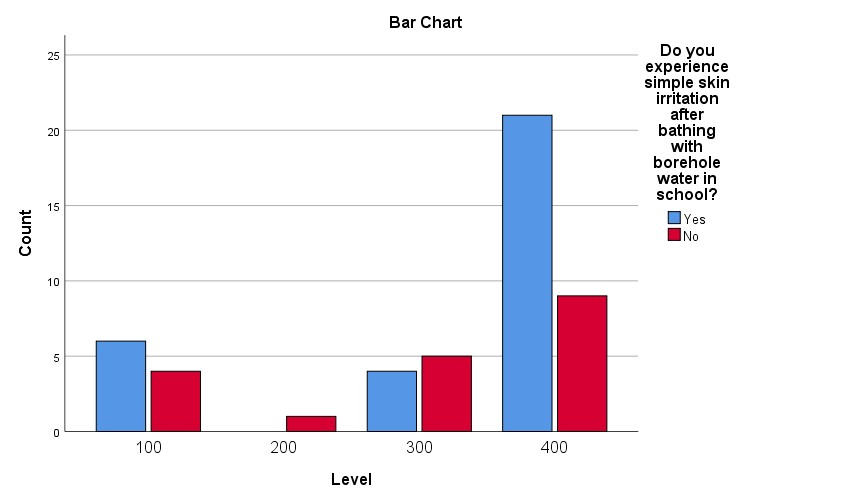 Bar Chart
25
20
15
10
5
0
Count
100
200
300
400
Level
Do you
experience
simple skin
irritation
after
bathing
with
borehole
water in
school?
Yes
No